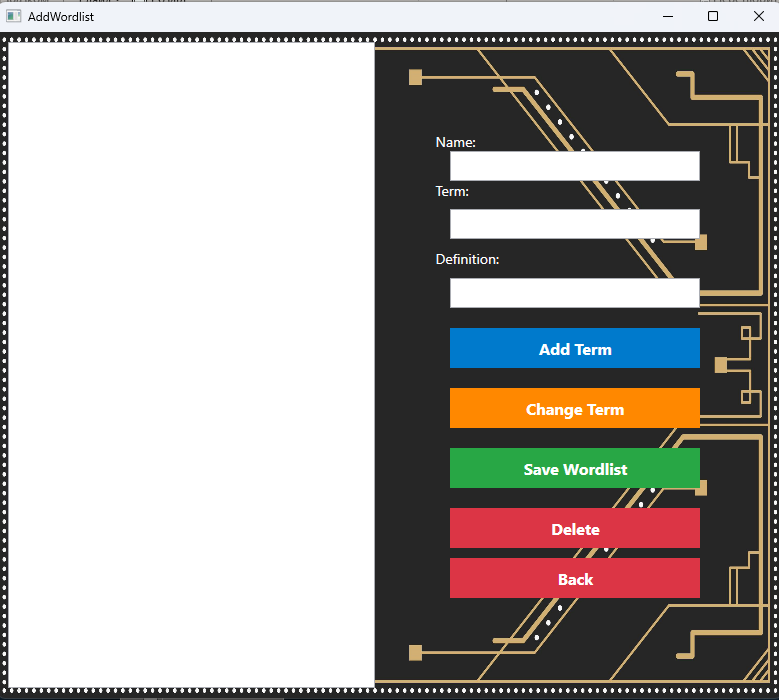 AddWordlist
Name:
Term:
Definition:
Add Term
Change Term
Save Wordlist
Delete
Back